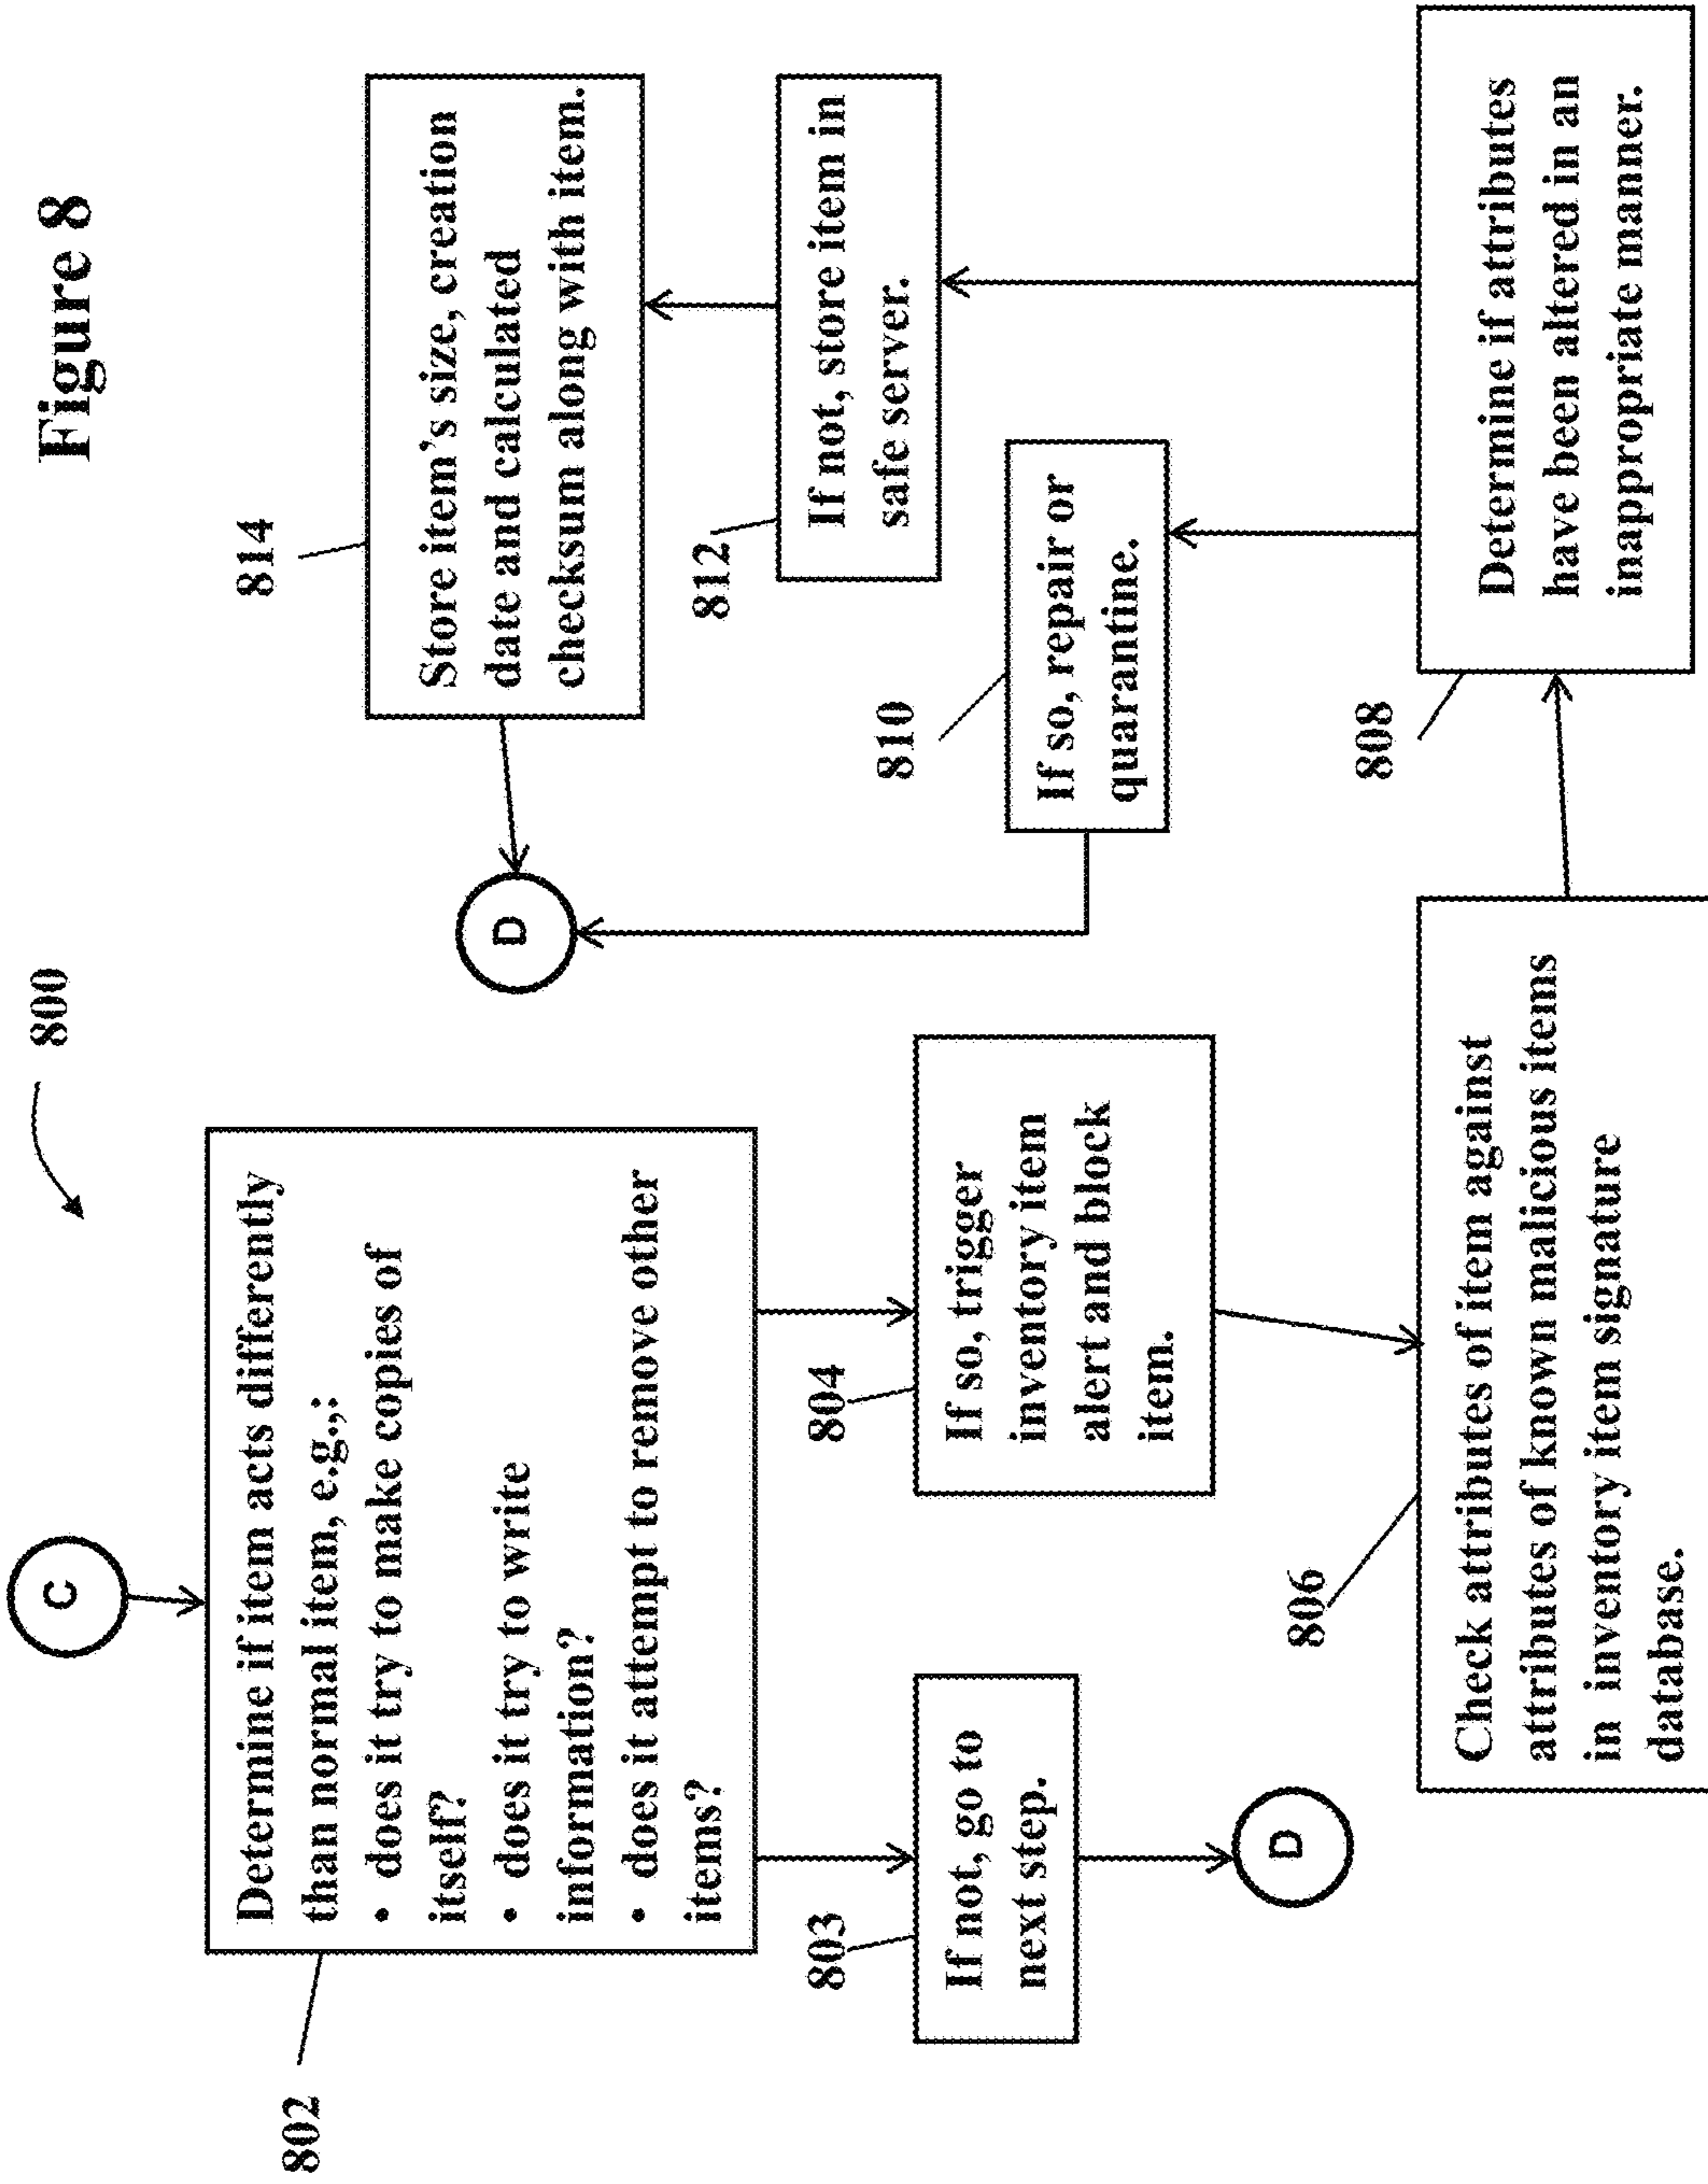 Figure 8
800
C
802
Determine if item acts differently
than normal item, e.g.,:
• does it try to make copies of
itself?
• does it try to write
information?
• does it attempt to remove other
items?
803
If not, go to
next step.
D
804
If so, trigger
inventory item
alert and block
item.
806
Check attributes of item against
attributes of known malicious items
in inventory item signature
database.
808
Determine if attributes
have been altered in an
inappropriate manner.
810
If so, repair or
quarantine.
812
If not, store item in
safe server.
814
Store item's size, creation
date and calculated
checksum along with item.
D